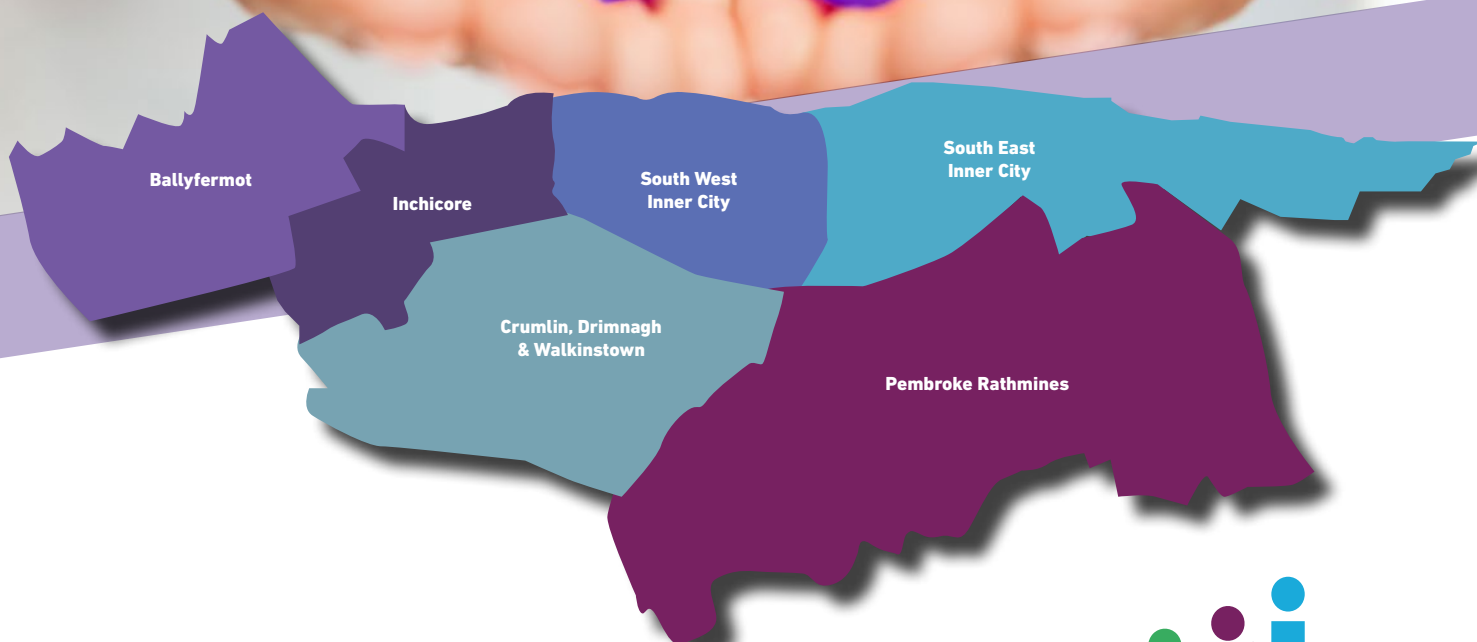 Ballyfermot
Inchicore
South West
Inner City
South East
Inner City
Crumlin, Drimnagh
& Walkinstown
Pembroke Rathmines